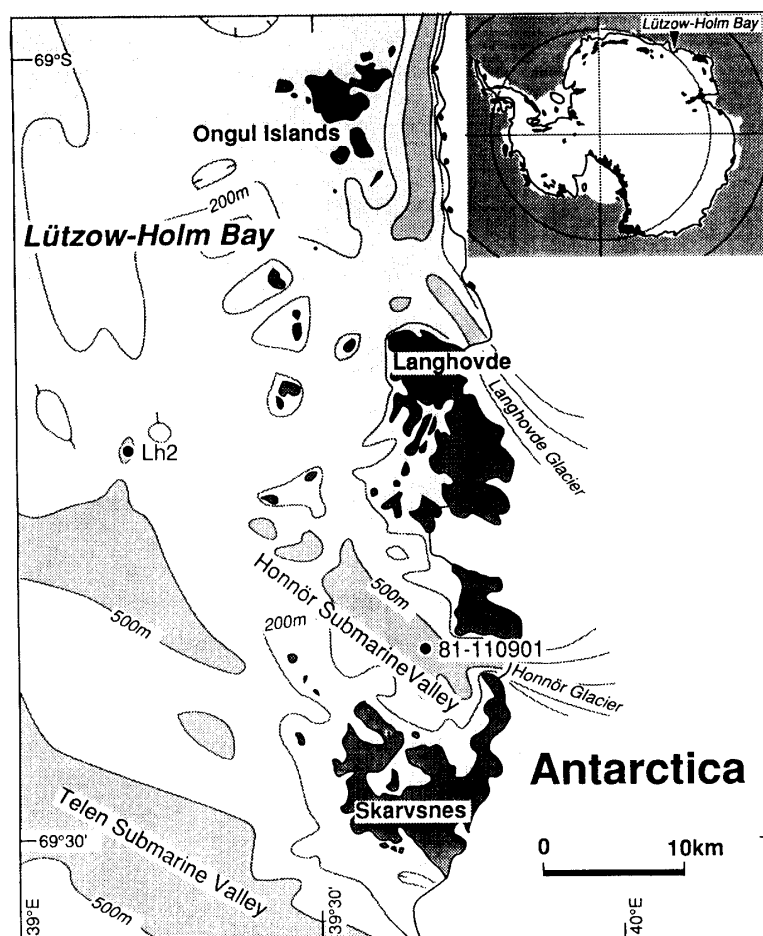 Lützow-Holm Bay
69°S
Ongul Islands
200m
Lützow-Holm Bay
Langhovde
Langhovde Glacier
Lh2
500m
Honnör Submarine Valley
500m
200m
81-110901
Honnör Glacier
Antarctica
Skarvsnes
Telen Submarine Valley
0 10km
69°30'
500m
39°E
39°30'
40°E